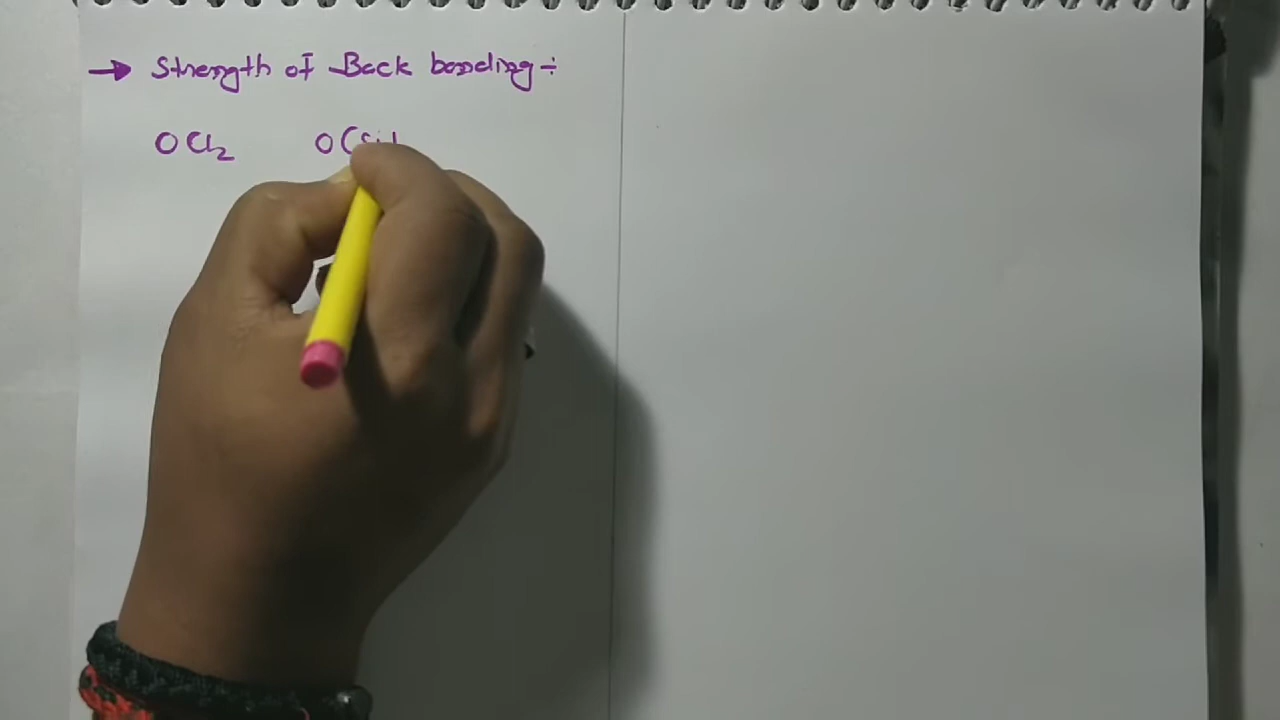 → Strength of Back bonding ÷
OCl₂ O(Si